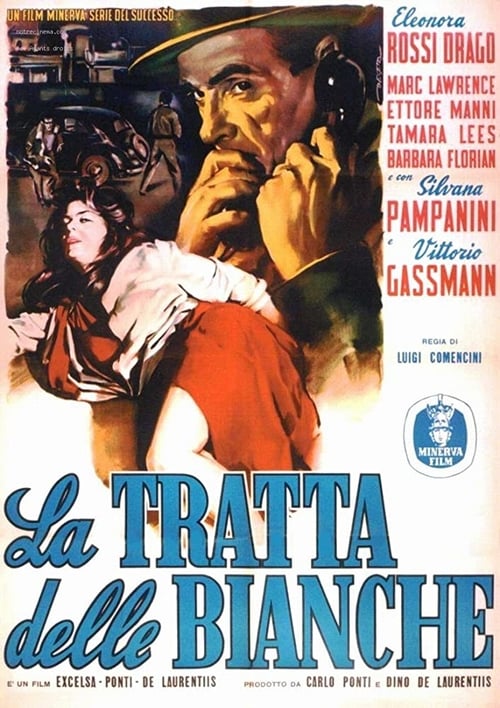 UN FILM MINERVA SERIE DEL SUCCESSO
notrecinema.co
Eleonora
ROSSI DRAGO
MARC LAWRENCE
ETTORE MANNI
TAMARA LEES
BARBARA FLORIAN
e con Silvana
PAMPANINI
e Vittorio
GASSMANN
REGIA DI
LUIGI COMENCINI
MINERVA
FILM
La TRATTA
delle BIANCHE
E' UN FILM EXCELSA - PONTI - DE LAURENTIIS PRODOTTO DA CARLO PONTI E DINO DE LAURENTIIS